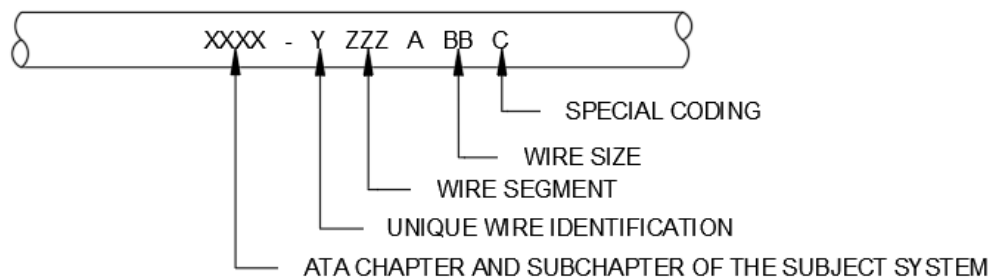 XXXX - Y ZZZ A BB C
SPECIAL CODING
WIRE SIZE
WIRE SEGMENT
UNIQUE WIRE IDENTIFICATION
ATA CHAPTER AND SUBCHAPTER OF THE SUBJECT SYSTEM